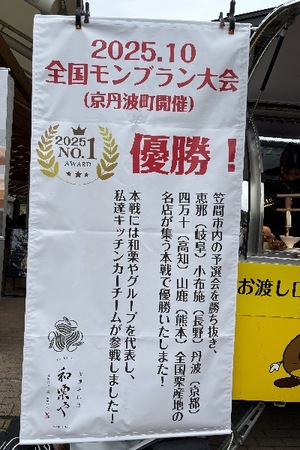 2025.10
全国モンブラン大会
(京丹波町開催)
2025
NO.1
AWARD
優勝！
笠間市内の予選会を勝ち抜き、
恵那（岐阜）小布施（長野）丹波（京都）
四万十（高知）山鹿（熊本）全国栗産地の
名店が集う本戦で優勝いたしました！
本戦には和栗やグループを代表し、
私達キッチンカーチームが参戦しました！
和栗や
お渡し口